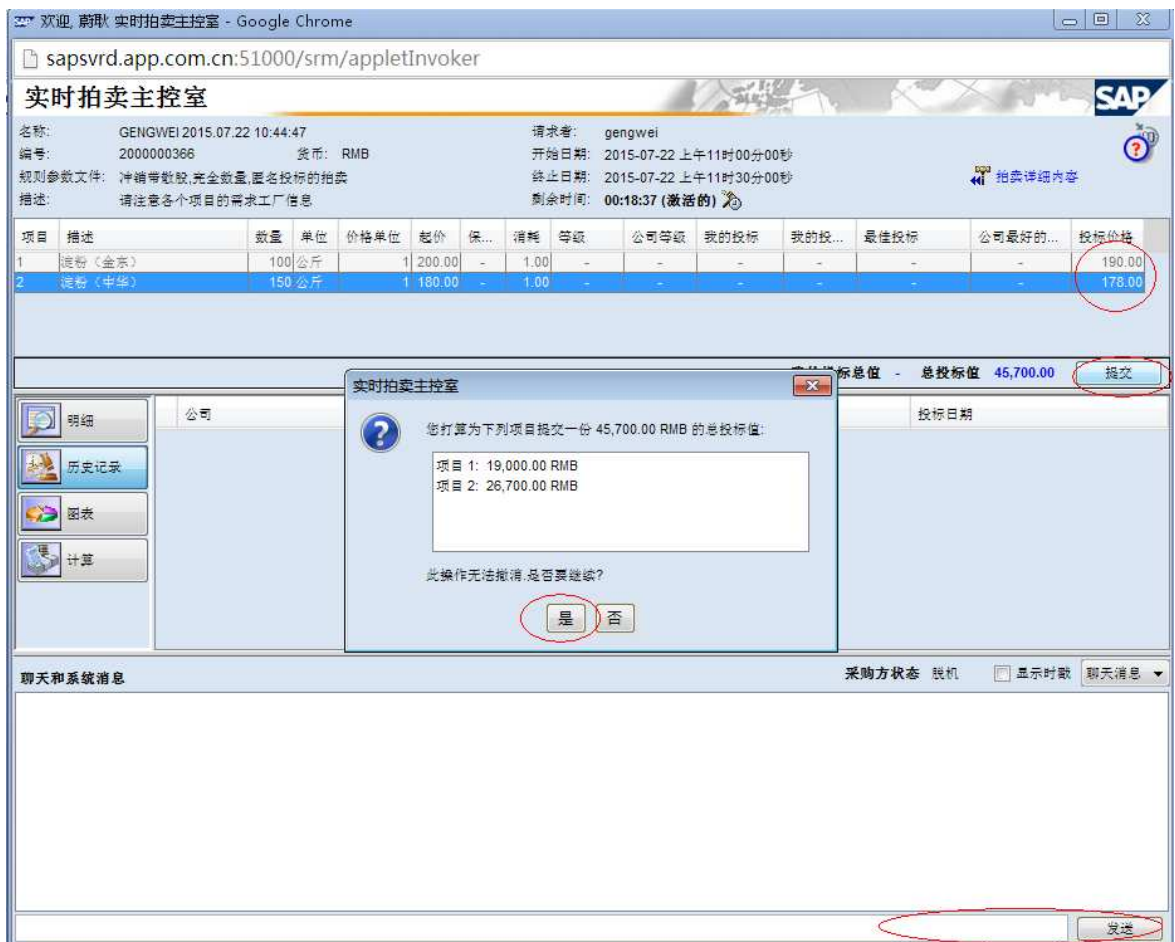 欢迎, 蔚耿 实时拍卖主控室 - Google Chrome
sapsvrd.app.com.cn:51000/srm/appletInvoker
实时拍卖主控室
SAP
名称: GENGWEI 2015.07.22 10:44:47 请求者: gengwei
编号: 2000000366 货币: RMB 开始日期: 2015-07-22 上午11时00分00秒
规则参数文件: 冲销带散股,完全数量,匿名投标的拍卖 终止日期: 2015-07-22 上午11时30分00秒 拍卖详细内容
描述: 请注意各个项目的需求工厂信息 剩余时间: 00:18:37 (激活的)
项目 描述 数量 单位 价格单位 起价 保... 消耗 等级 公司等级 我的投标 我的投... 最佳投标 公司最好的... 投标价格
1 淀粉（金东） 100 公斤 1 200.00 - 1.00 - - - - - - 190.00
2 淀粉（中华） 150 公斤 1 180.00 - 1.00 - - - - - - 178.00
标总值 - 总投标值 45,700.00 提交
实时拍卖主控室
您打算为下列项目提交一份 45,700.00 RMB 的总投标值:
项目 1: 19,000.00 RMB
项目 2: 26,700.00 RMB
此操作无法撤消.是否要继续?
是 否
明细 公司 投标日期
历史记录
图表
计算
聊天和系统消息 采购方状态 脱机 显示时戳 聊天消息
发送